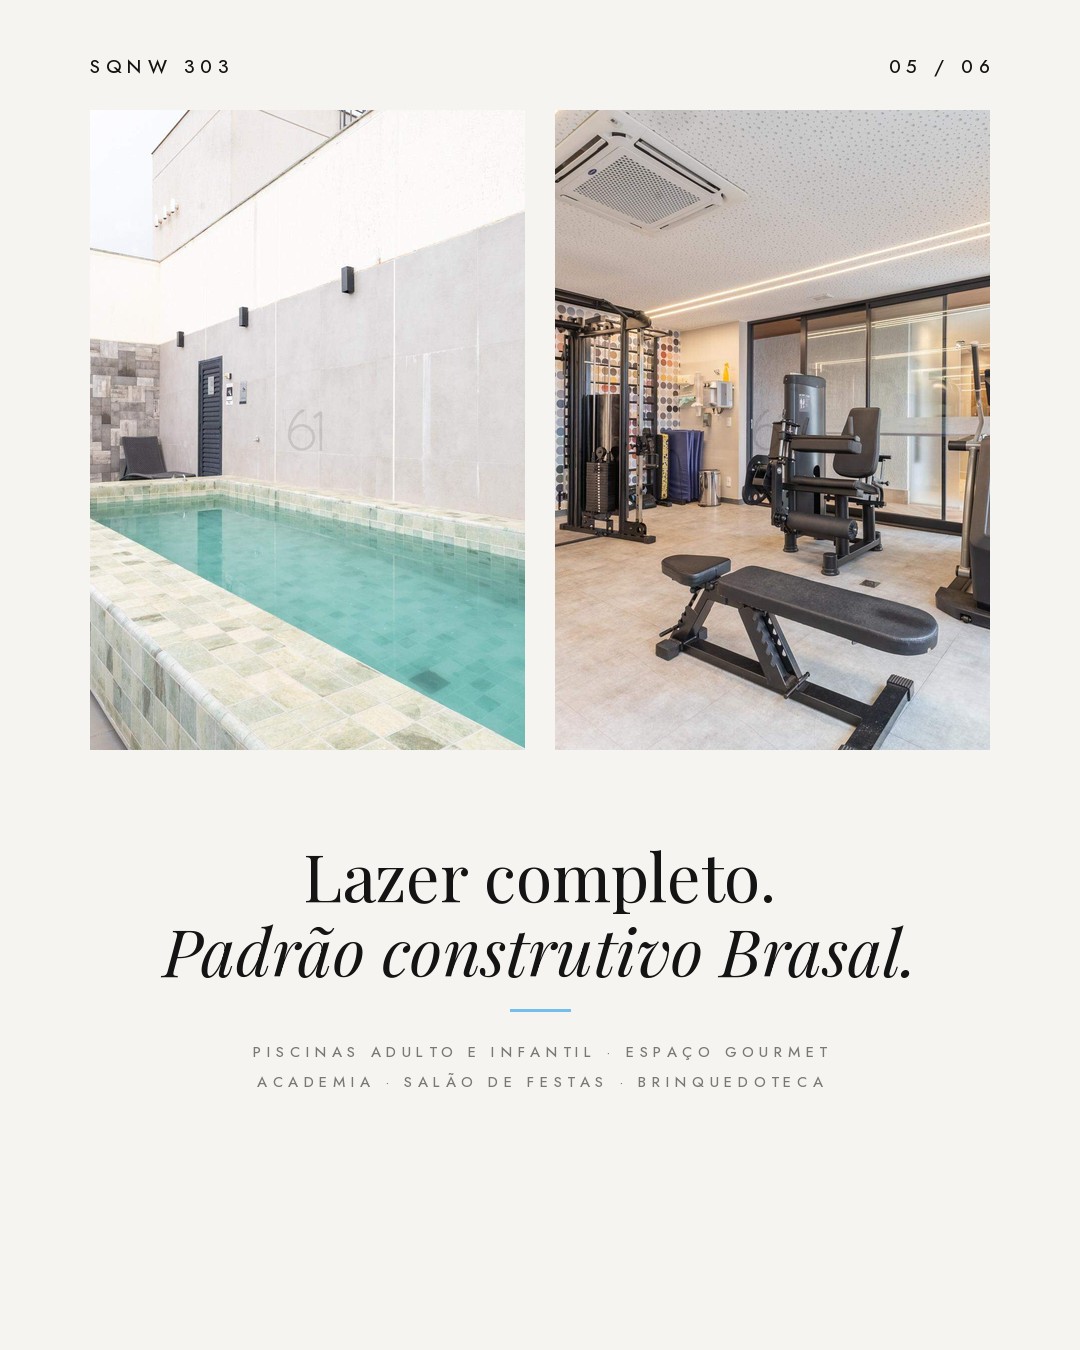 SQNW 303
05 / 06
61
Lazer completo.
Padrão construtivo Brasal.
PISCINAS ADULTO E INFANTIL · ESPAÇO GOURMET
ACADEMIA · SALÃO DE FESTAS · BRINQUEDOTECA